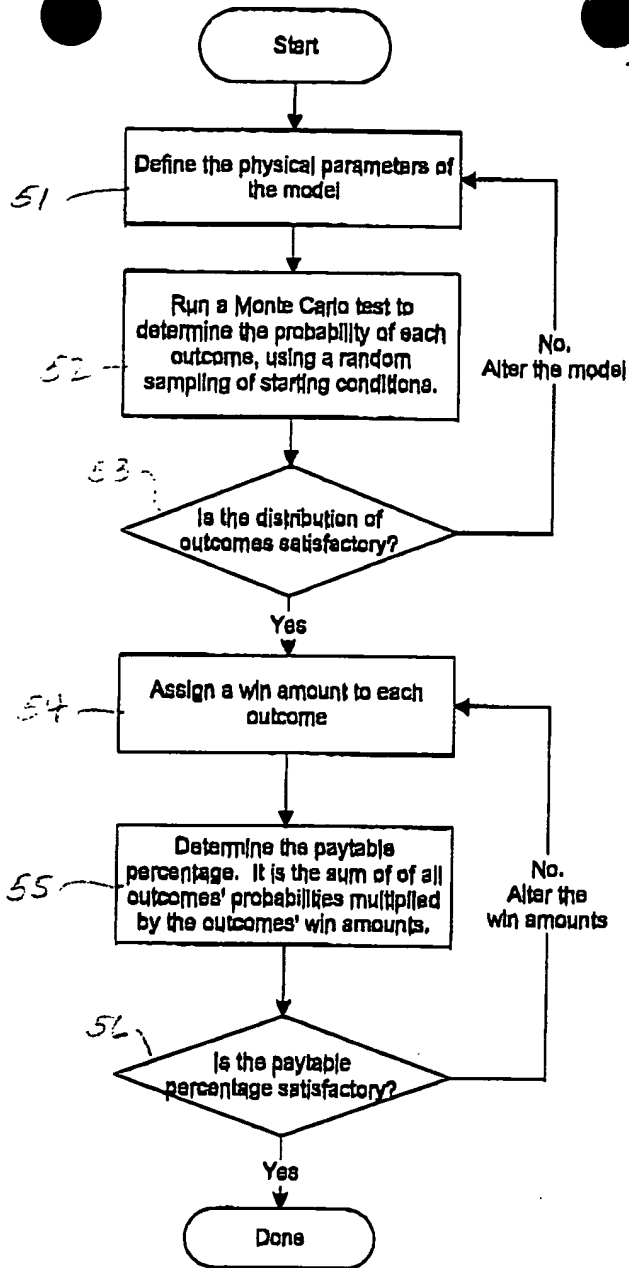 Start
51
Define the physical parameters of
the model
52
Run a Monte Carlo test to
determine the probability of each
outcome, using a random
sampling of starting conditions.
No.
Alter the model
53
Is the distribution of
outcomes satisfactory?
Yes
54
Assign a win amount to each
outcome
55
Determine the paytable
percentage. It is the sum of of all
outcomes' probabilities multiplied
by the outcomes' win amounts.
No.
Alter the
win amounts
56
Is the paytable
percentage satisfactory?
Yes
Done